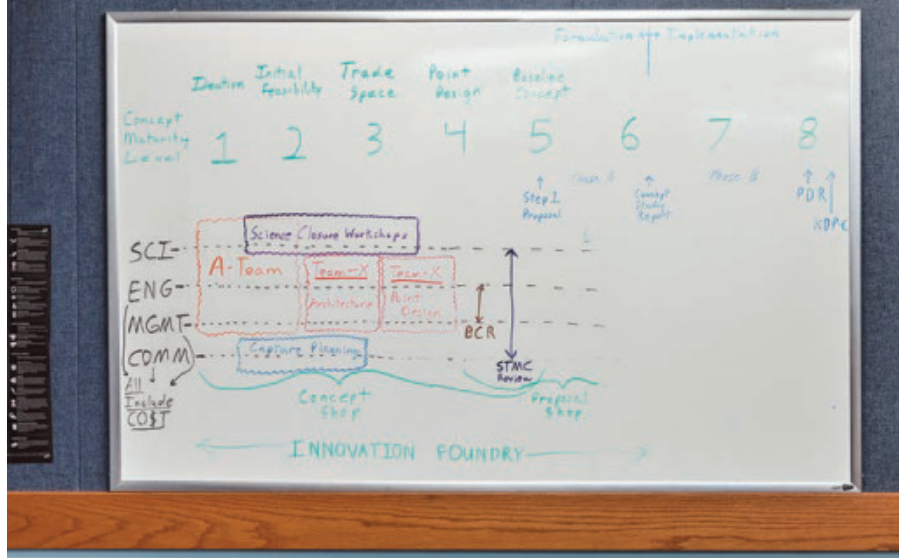 Formulation Implementation
Ideation
Initial
Feasibility
Trade
Space
Point
Design
Baseline
Concept
Concept
Maturity
Level
1 2 3 4 5 6 7 8
Phase A
Phase B
Step 1
Proposal
Concept
Study
Report
PDR
KDP-C
Science Closure Workshops
SCI
A-Team
Team-X
Architecture
Team-X
Point
Design
ENG
MGMT
BCR
COMM
Capture Planning
STMC
Review
All
Include
CO$T
Concept
Shop
Proposal
Shop
INNOVATION FOUNDRY